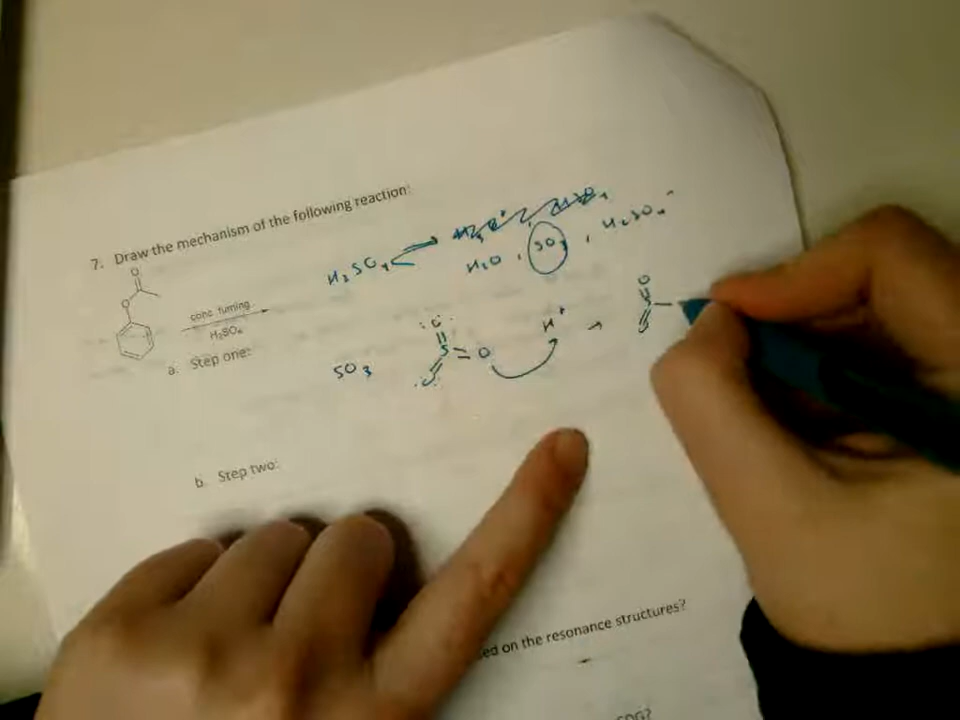 7. Draw the mechanism of the following reaction:
O
O
conc fuming
H₂SO₄
H₂SO₄ ⇌ H₂O , SO₃ , H₂SO₄
a. Step one:
SO₃
O
S = O H⁺ →
O
b. Step two:
ed on the resonance structures?